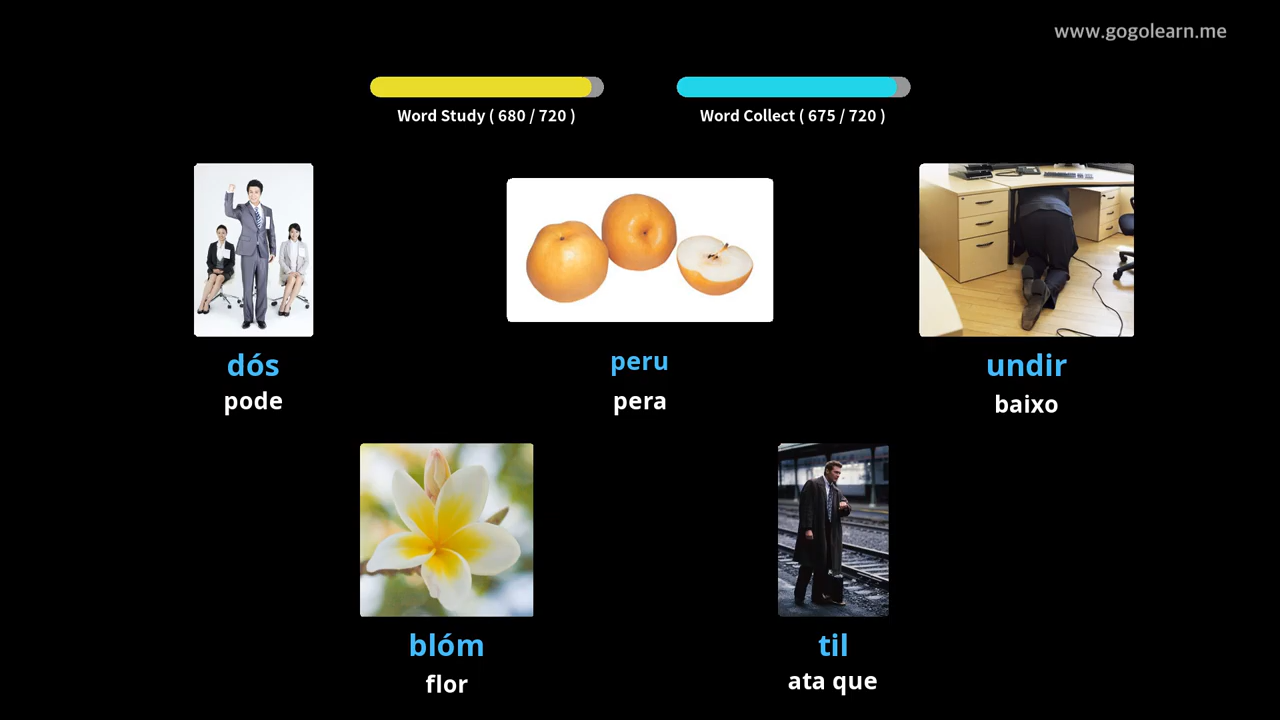 www.gogolearn.me
Word Study ( 680 / 720 )
Word Collect ( 675 / 720 )
dós
pode
peru
pera
undir
baixo
blóm
flor
til
ata que